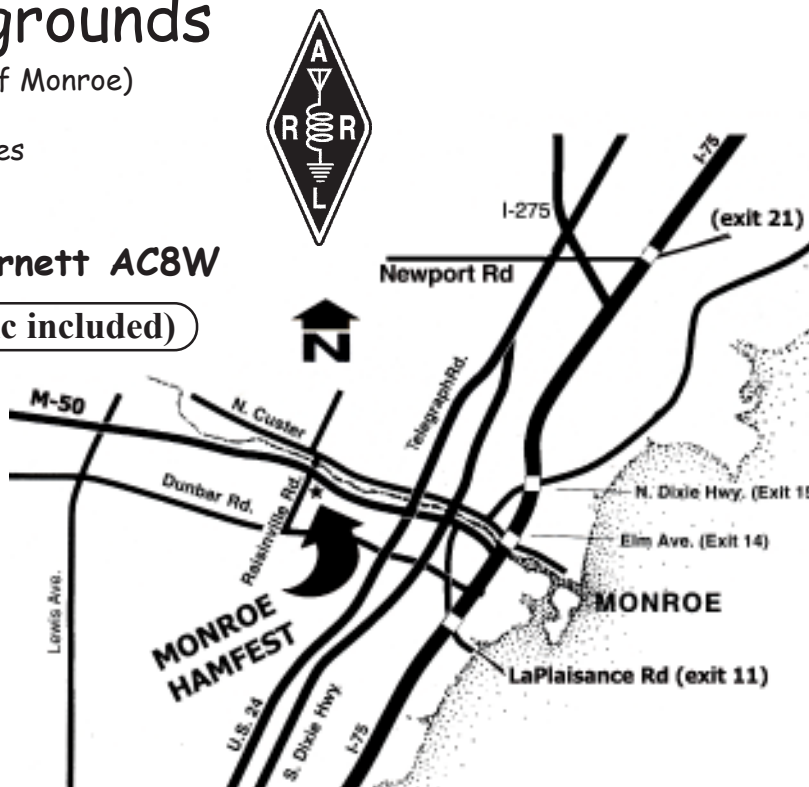 grounds
f Monroe)
es
rnett AC8W
c included)
A
R R
L
N
I-75
I-275
(exit 21)
Newport Rd
TelegraphRd.
M-50
N. Custer
Dunbar Rd.
Raisinville Rd.
N. Dixie Hwy. (Exit 15
Elm Ave. (Exit 14)
Lewis Ave.
MONROE
HAMFEST
MONROE
LaPlaisance Rd (exit 11)
U.S. 24
S. Dixie Hwy.
I-75